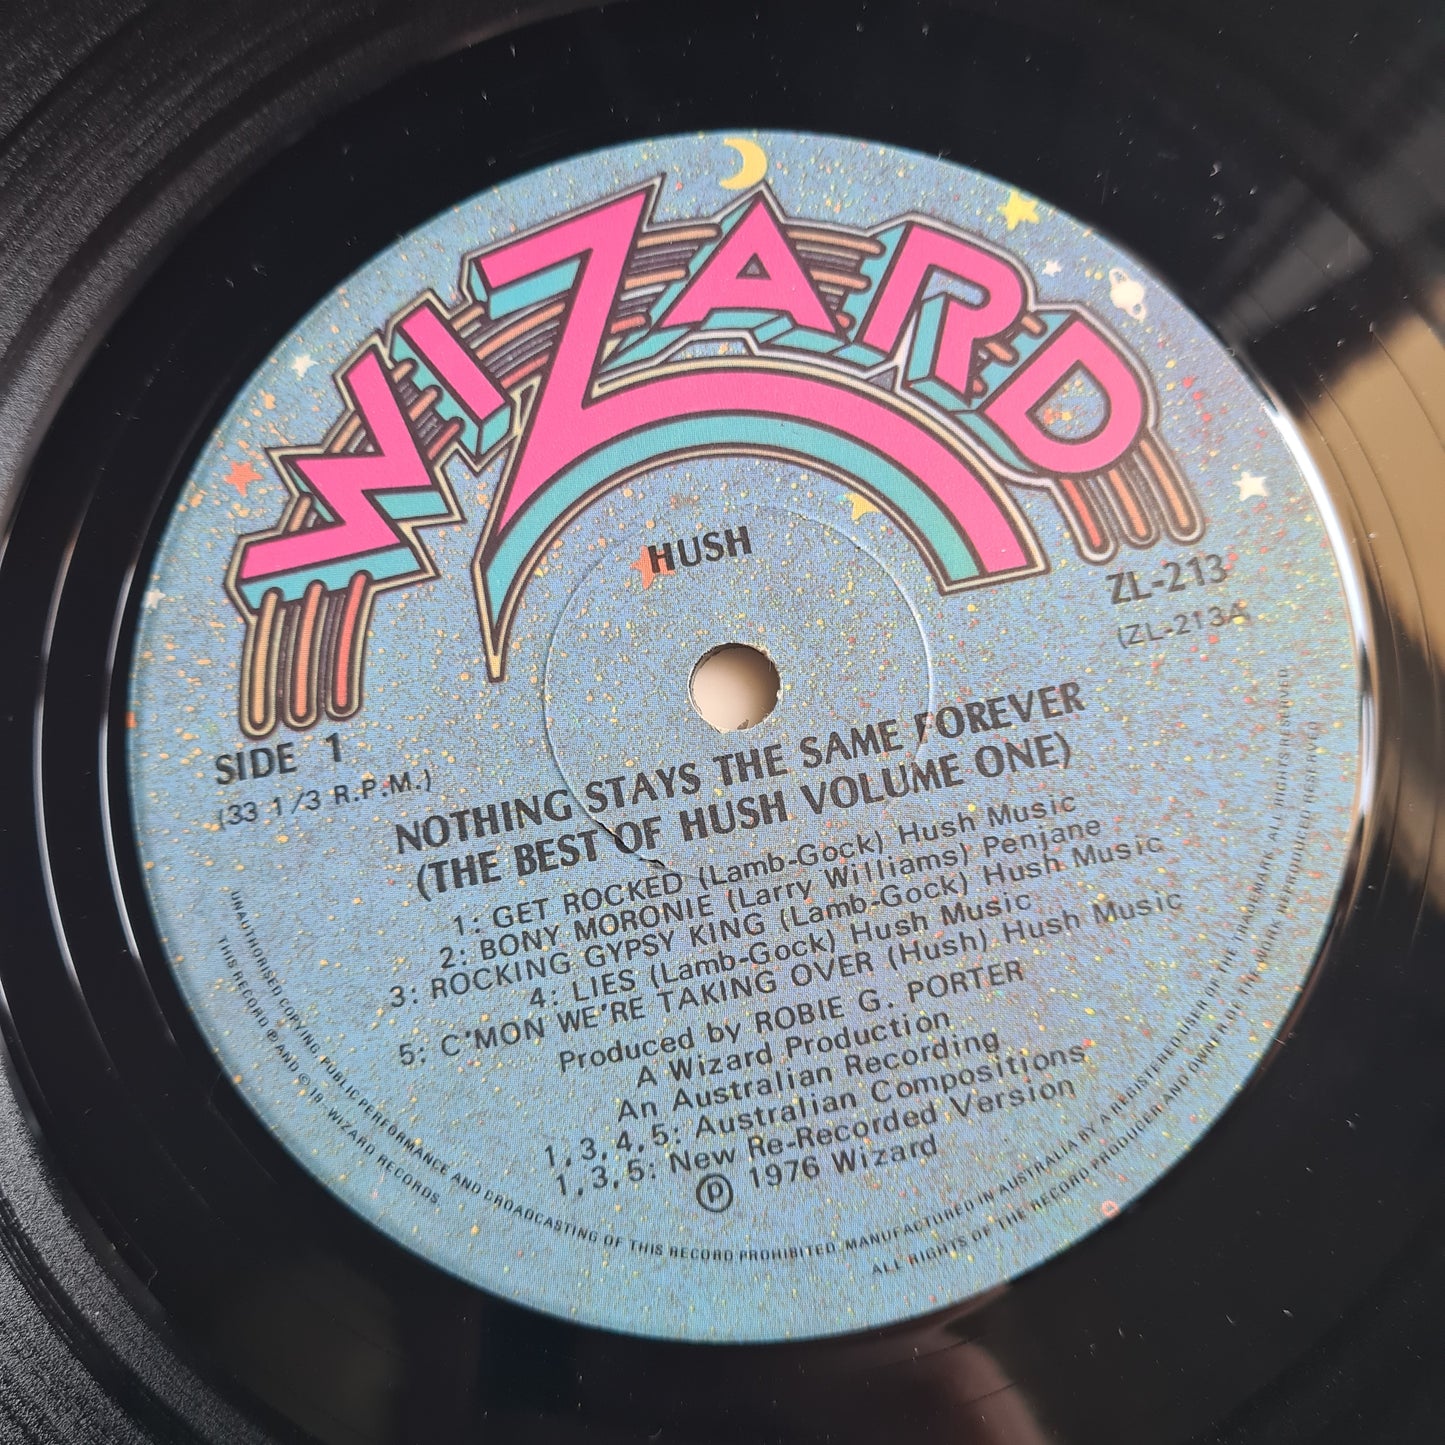 WIZARD
HUSH
ZL-213
(ZL-213A
SIDE 1
(33 1/3 R.P.M.)
NOTHING STAYS THE SAME FOREVER
(THE BEST OF HUSH VOLUME ONE)
1: GET ROCKED (Lamb-Gock) Hush Music
2: BONY MORONIE (Larry Williams) Penjane
3: ROCKING GYPSY KING (Lamb-Gock) Hush Music
4: LIES (Lamb-Gock) Hush Music
5: C'MON WE'RE TAKING OVER (Hush) Hush Music
Produced by ROBIE G. PORTER
A Wizard Production
An Australian Recording
1,3,4,5: Australian Compositions
1,3,5: New Re-Recorded Version
℗ 1976 Wizard
UNAUTHORISED COPYING, PUBLIC PERFORMANCE AND BROADCASTING OF THIS RECORD PROHIBITED. MANUFACTURED IN AUSTRALIA BY A REGISTERED USER OF THE TRADEMARK. ALL RIGHTS RESERVED
THIS RECORD ℗ AND © 19 - WIZARD RECORDS.
ALL RIGHTS OF THE RECORD PRODUCER AND OWNER OF THE WORK REPRODUCED RESERVED